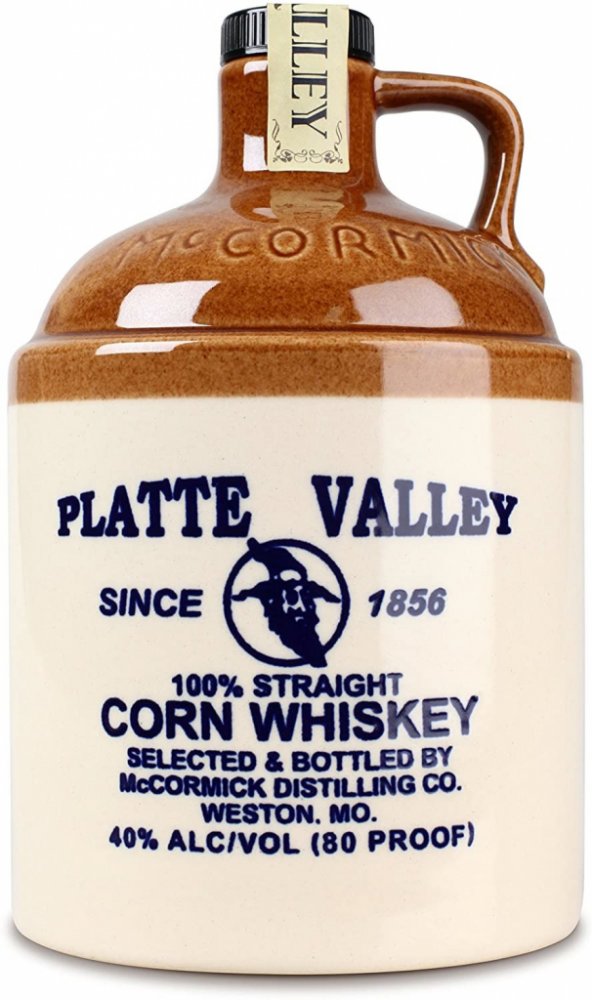 LLEY
McCORMICK
PLATTE VALLEY
SINCE 1856
100% STRAIGHT
CORN WHISKEY
SELECTED & BOTTLED BY
McCORMICK DISTILLING CO.
WESTON, MO.
40% ALC/VOL (80 PROOF)